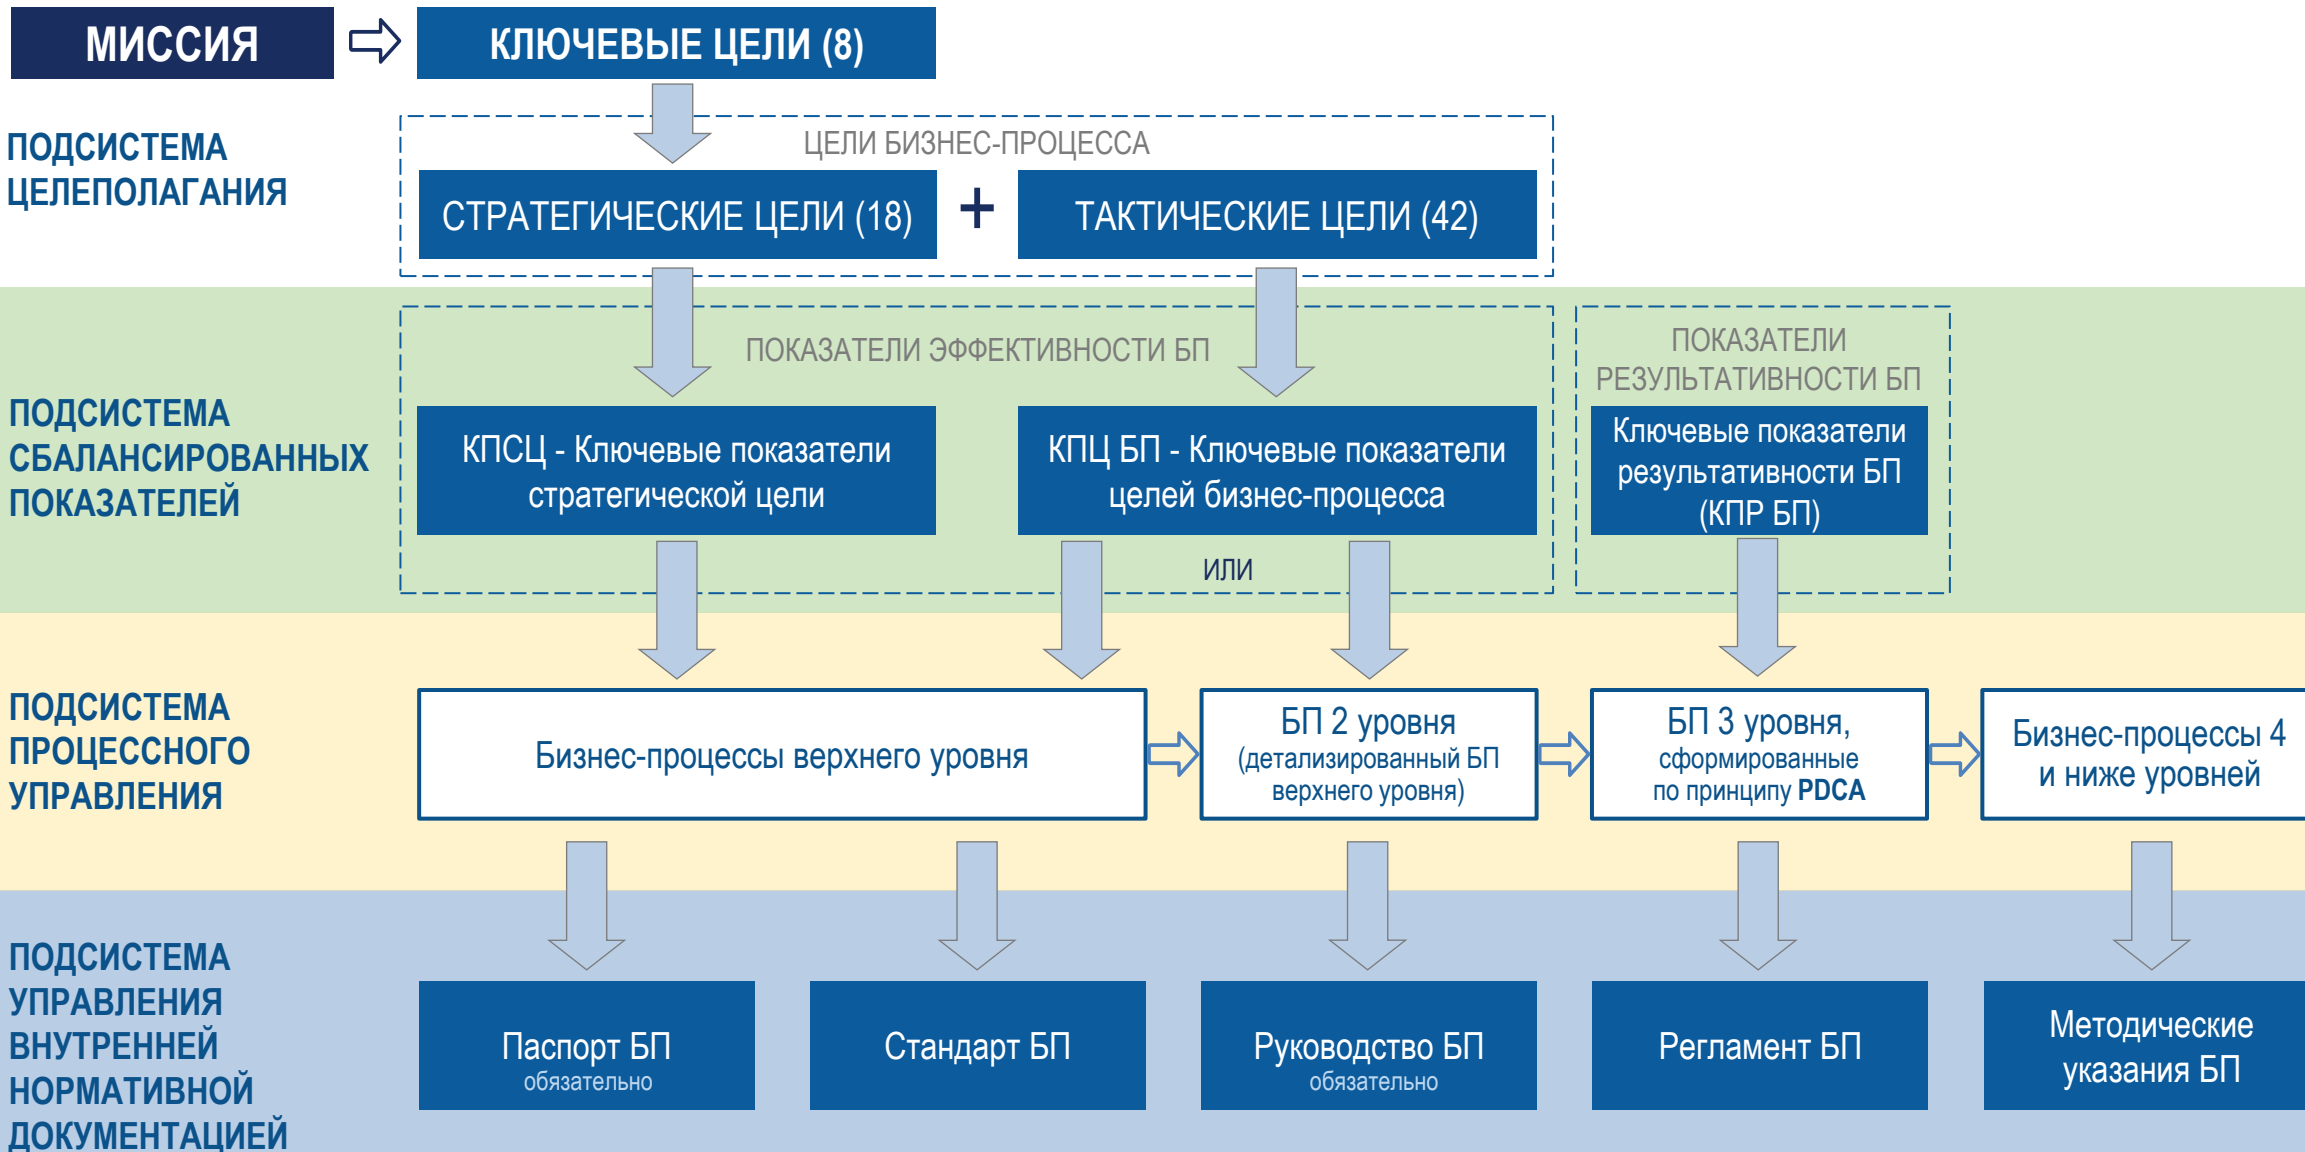 МИССИЯ
КЛЮЧЕВЫЕ ЦЕЛИ (8)
ПОДСИСТЕМА
ЦЕЛЕПОЛАГАНИЯ
ЦЕЛИ БИЗНЕС-ПРОЦЕССА
СТРАТЕГИЧЕСКИЕ ЦЕЛИ (18)
+
ТАКТИЧЕСКИЕ ЦЕЛИ (42)
ПОДСИСТЕМА
СБАЛАНСИРОВАННЫХ
ПОКАЗАТЕЛЕЙ
ПОКАЗАТЕЛИ ЭФФЕКТИВНОСТИ БП
КПСЦ - Ключевые показатели
стратегической цели
КПЦ БП - Ключевые показатели
целей бизнес-процесса
ИЛИ
ПОКАЗАТЕЛИ
РЕЗУЛЬТАТИВНОСТИ БП
Ключевые показатели
результативности БП
(КПР БП)
ПОДСИСТЕМА
ПРОЦЕССНОГО
УПРАВЛЕНИЯ
Бизнес-процессы верхнего уровня
БП 2 уровня
(детализированный БП
верхнего уровня)
БП 3 уровня,
сформированные
по принципу PDCA
Бизнес-процессы 4
и ниже уровней
ПОДСИСТЕМА
УПРАВЛЕНИЯ
ВНУТРЕННЕЙ
НОРМАТИВНОЙ
ДОКУМЕНТАЦИЕЙ
Паспорт БП
обязательно
Стандарт БП
Руководство БП
обязательно
Регламент БП
Методические
указания БП